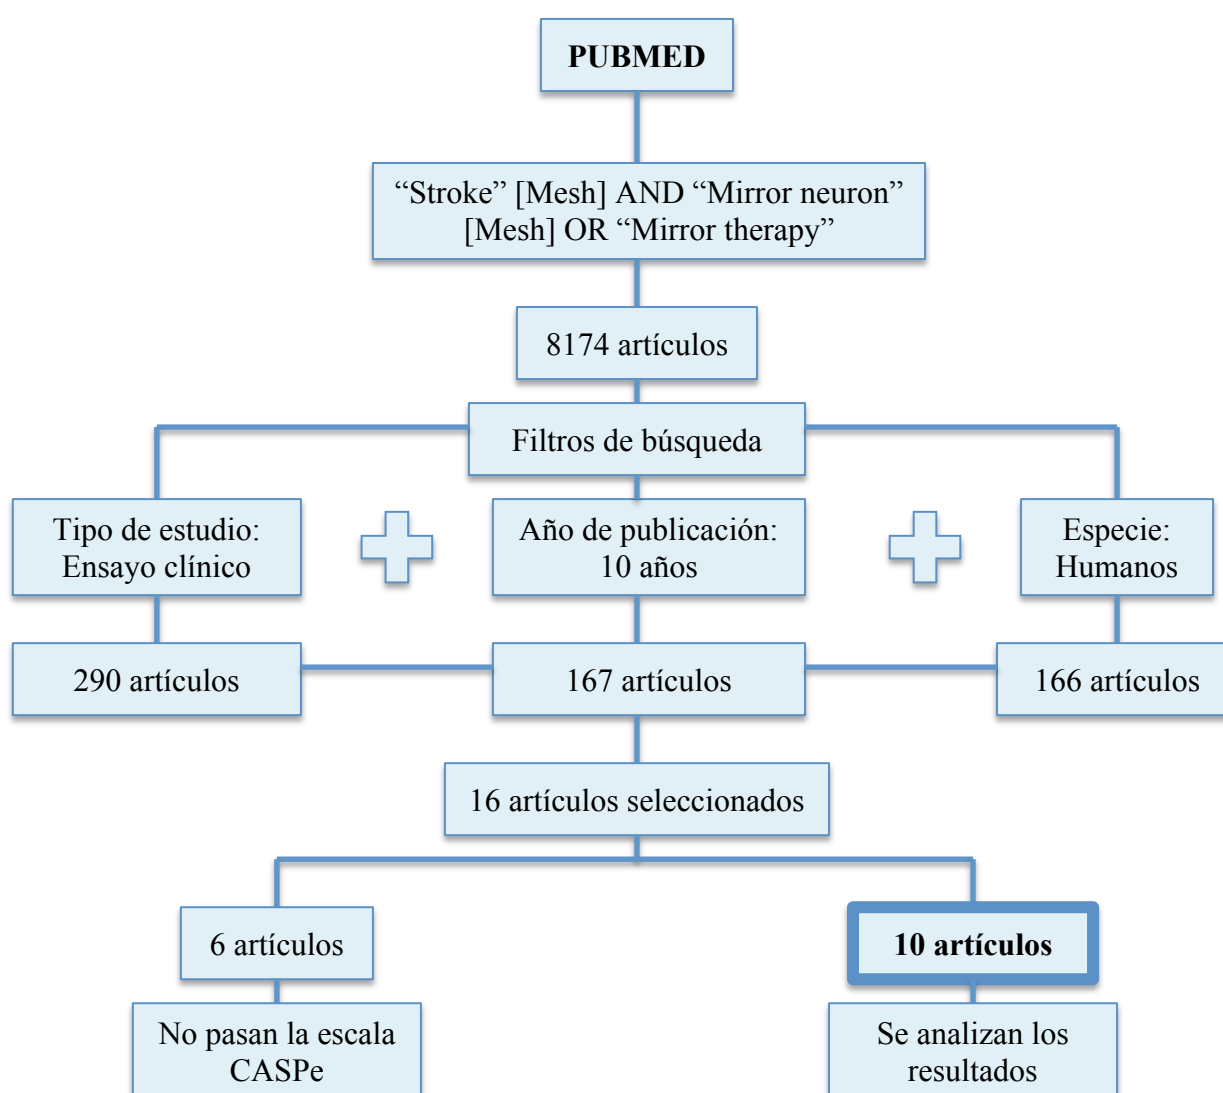 PUBMED
“Stroke” [Mesh] AND “Mirror neuron”
[Mesh] OR “Mirror therapy”
8174 artículos
Filtros de búsqueda
Tipo de estudio:
Ensayo clínico
Año de publicación:
10 años
Especie:
Humanos
290 artículos
167 artículos
166 artículos
16 artículos seleccionados
6 artículos
10 artículos
No pasan la escala
CASPe
Se analizan los
resultados